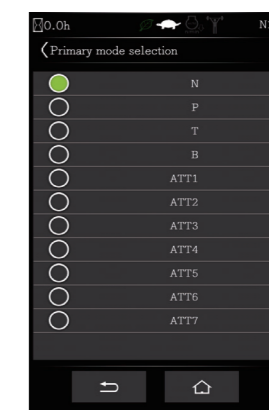 0.0h N
Primary mode selection
N
P
T
B
ATT1
ATT2
ATT3
ATT4
ATT5
ATT6
ATT7